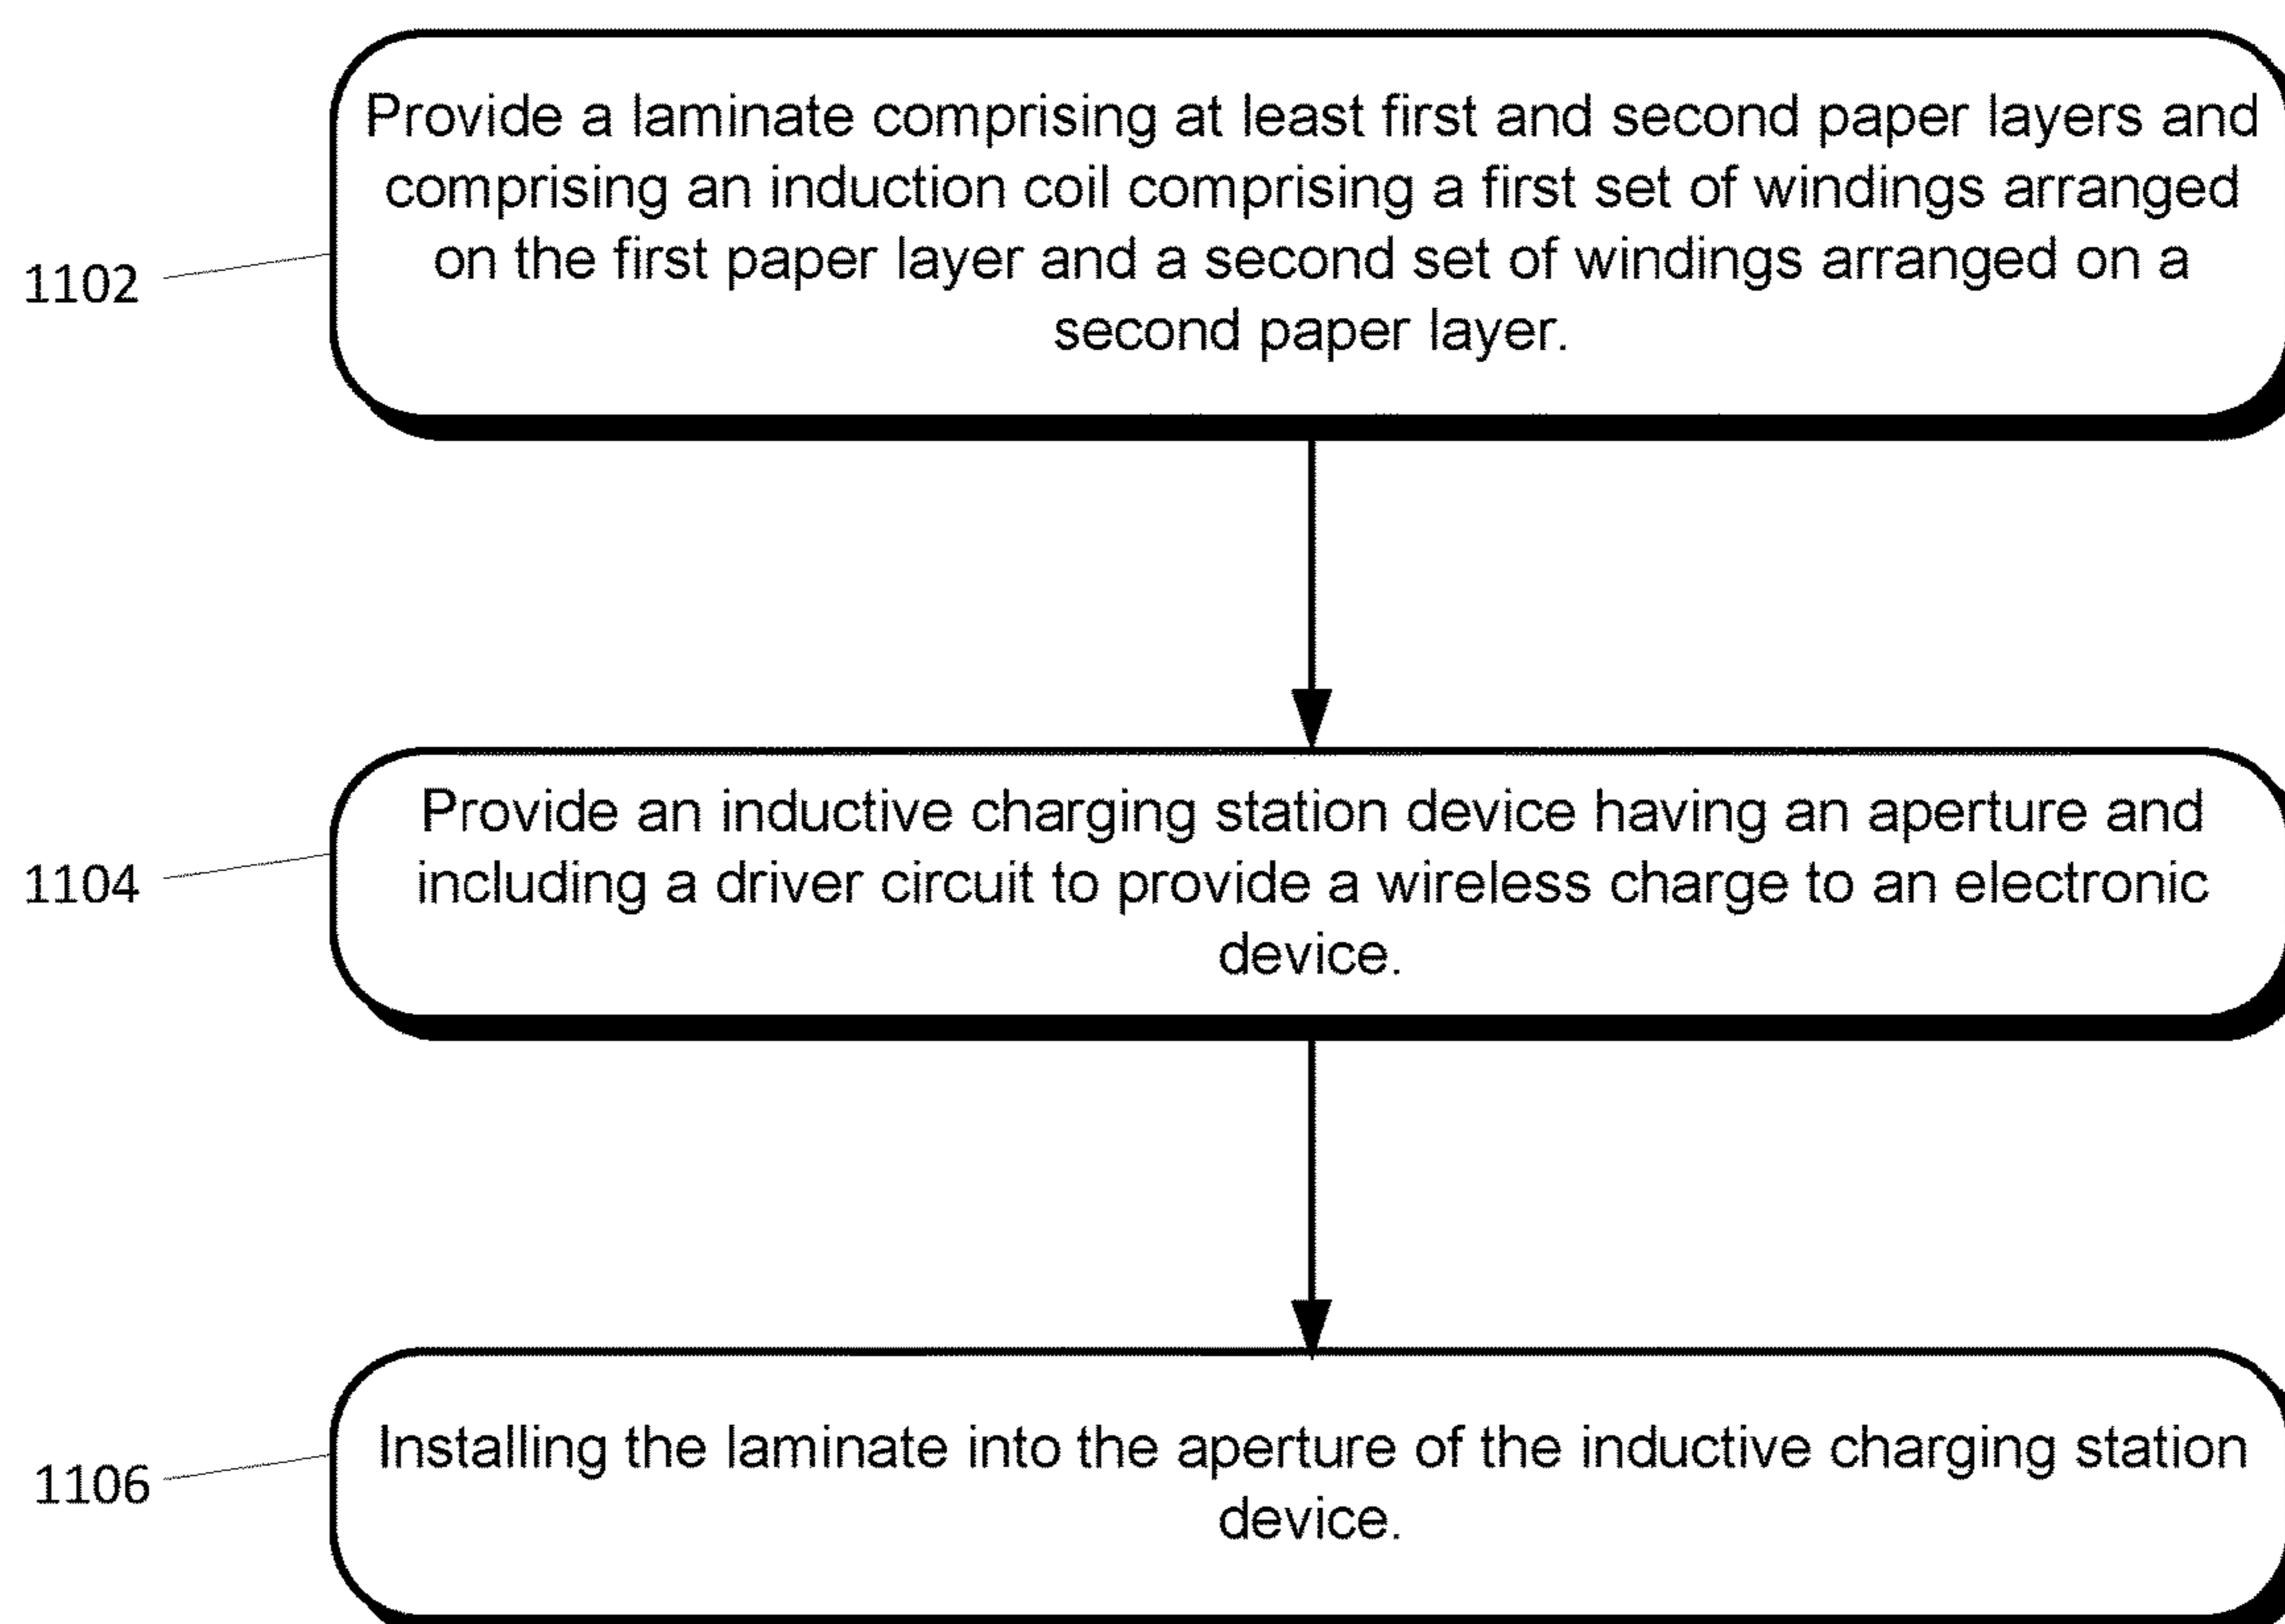 Provide a laminate comprising at least first and second paper layers and
comprising an induction coil comprising a first set of windings arranged
on the first paper layer and a second set of windings arranged on a
second paper layer.
1102
Provide an inductive charging station device having an aperture and
including a driver circuit to provide a wireless charge to an electronic
device.
1104
Installing the laminate into the aperture of the inductive charging station
device.
1106